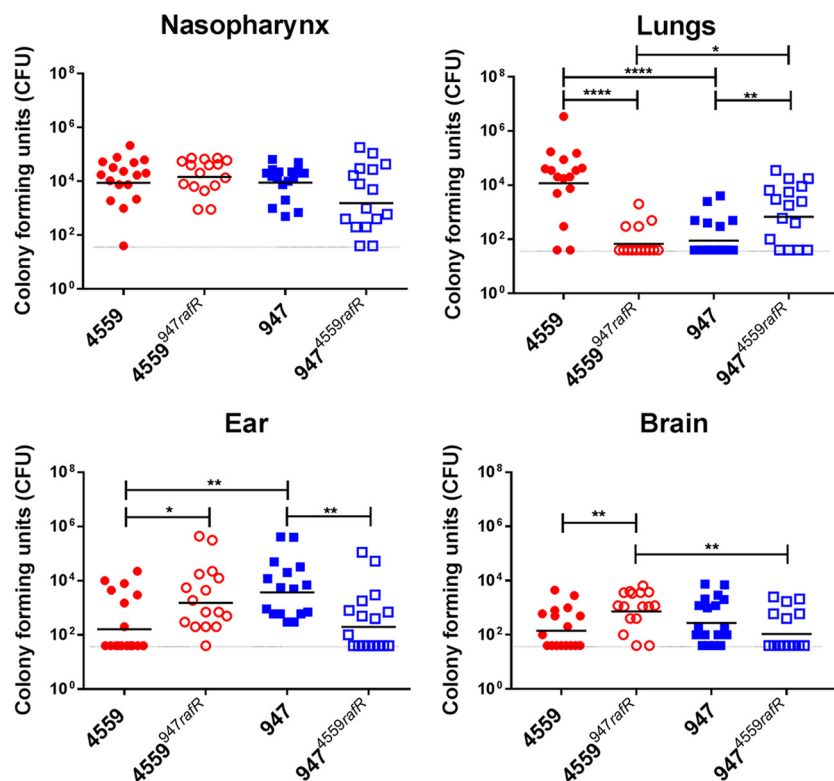 Nasopharynx
Colony forming units (CFU)
10^8
10^6
10^4
10^2
10^0
4559
4559^947rafR
947
947^4559rafR
Lungs
Colony forming units (CFU)
10^8
10^6
10^4
10^2
10^0
*
****
****
**
4559
4559^947rafR
947
947^4559rafR
Ear
Colony forming units (CFU)
10^8
10^6
10^4
10^2
10^0
**
*
**
4559
4559^947rafR
947
947^4559rafR
Brain
Colony forming units (CFU)
10^8
10^6
10^4
10^2
10^0
**
**
4559
4559^947rafR
947
947^4559rafR